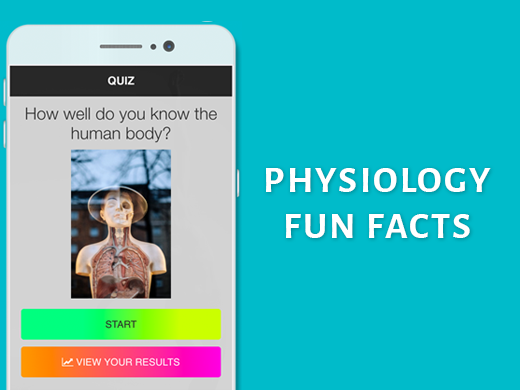 QUIZ
How well do you know the
human body?
START
VIEW YOUR RESULTS
PHYSIOLOGY
FUN FACTS